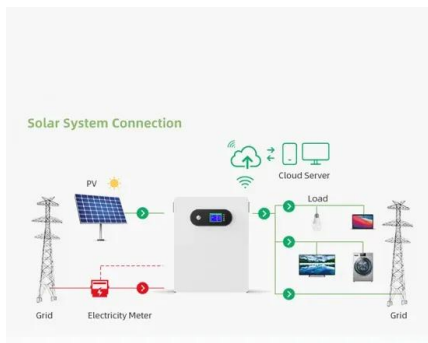 Solar System Connection
PV
Cloud Server
Load
Grid
Electricity Meter
Grid